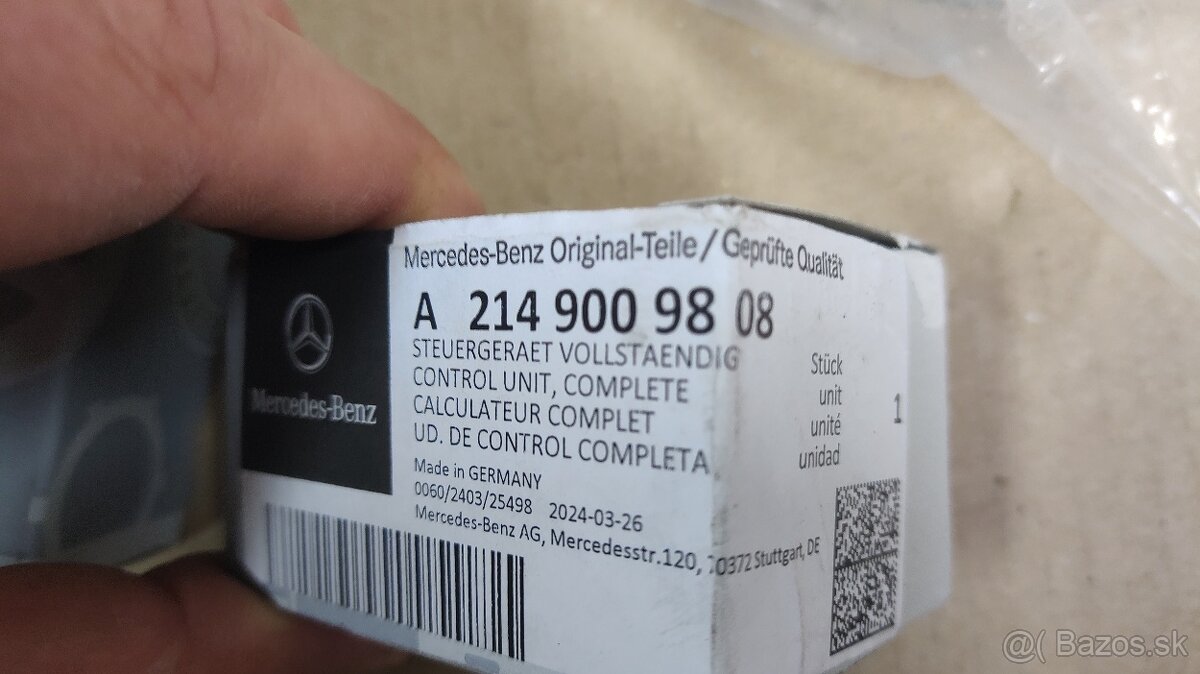 Mercedes-Benz Original-Teile / Geprüfte Qualität
A 214 900 98 08
STEUERGERAET VOLLSTAENDIG
CONTROL UNIT, COMPLETE
CALCULATEUR COMPLET
UD. DE CONTROL COMPLETA
Stück
unit
unité
unidad
1
Made in GERMANY
0060/2403/25498 2024-03-26
Mercedes-Benz AG, Mercedesstr.120, 70372 Stuttgart, DE
Mercedes-Benz
@( Bazos.sk